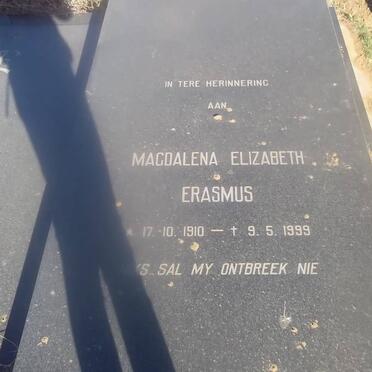 IN TERE HERINNERING
AAN
MAGDALENA ELIZABETH
ERASMUS
17.10.1910 — † 9.5.1999
SAL MY ONTBREEK NIE